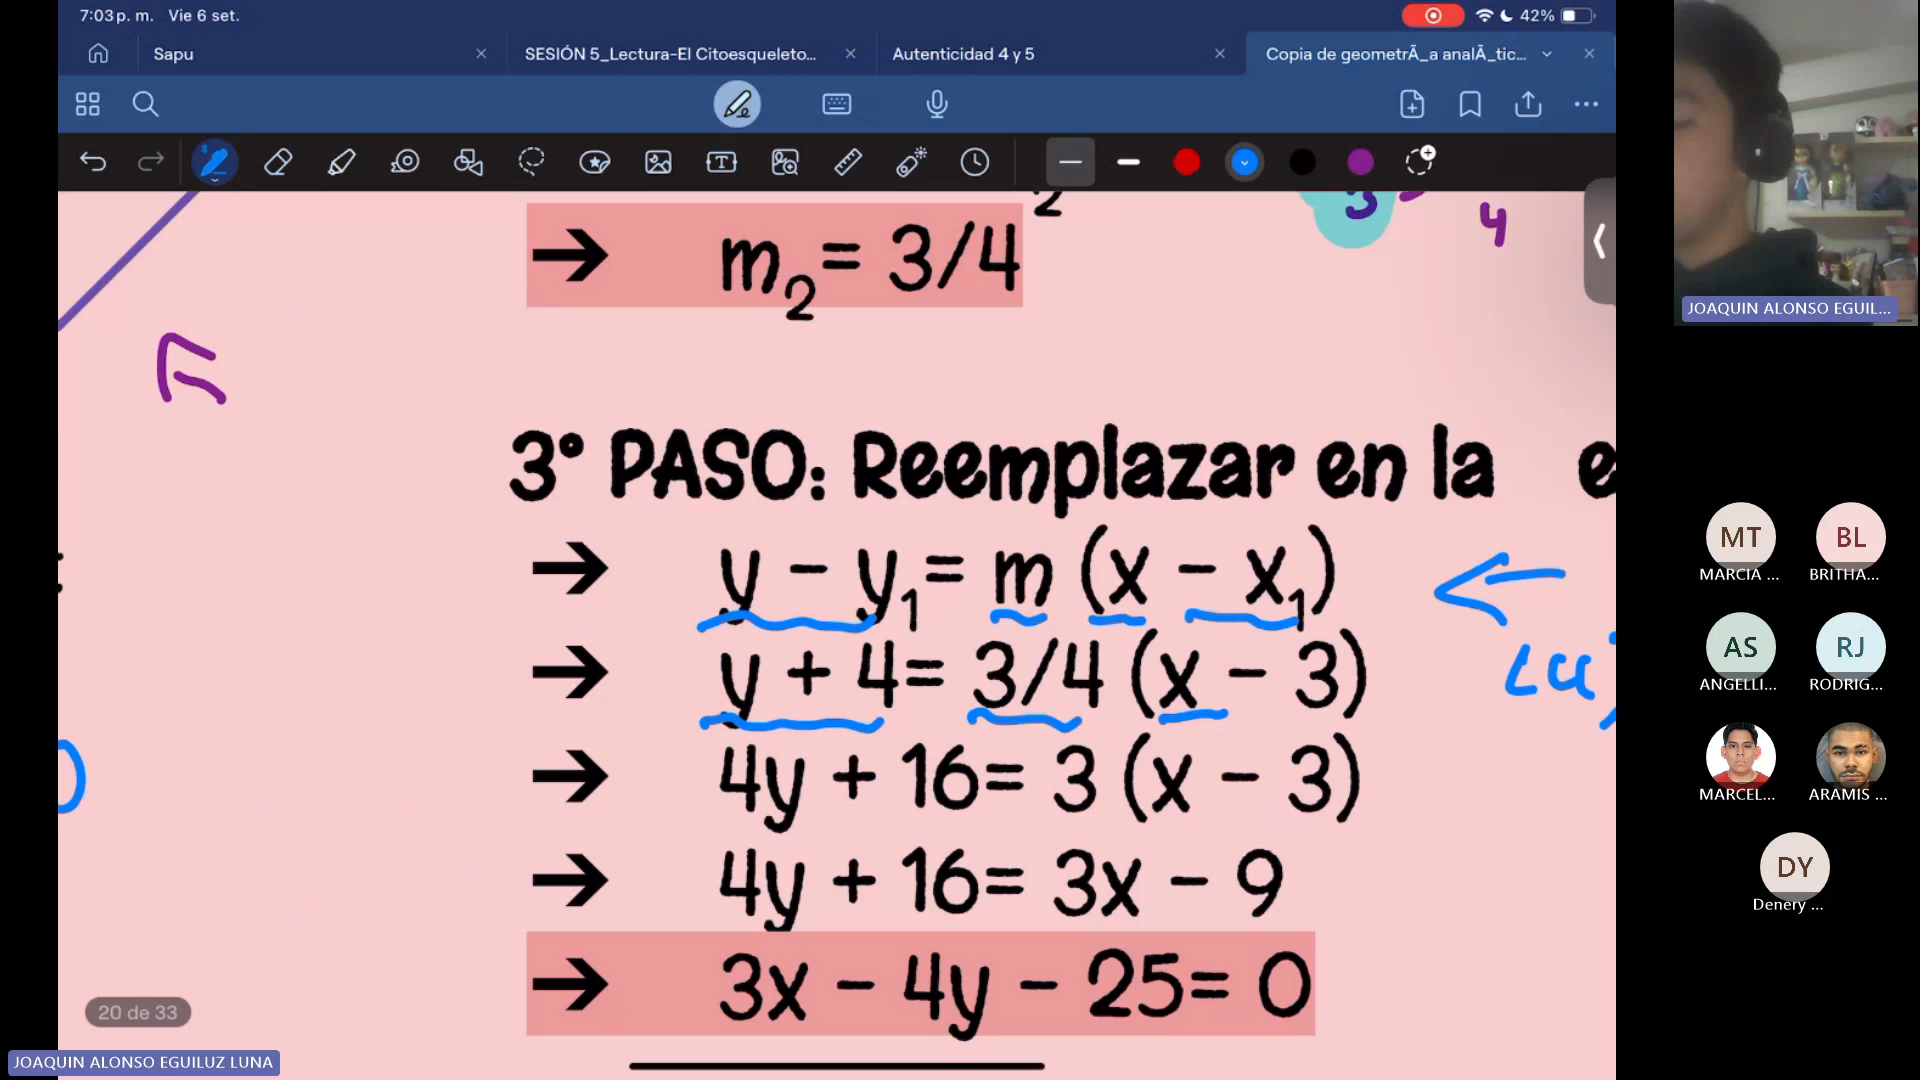 7:03 p. m. Vie 6 set.
42%
Sapu
SESIÓN 5_Lectura-El Citoesqueleto...
Autenticidad 4 y 5
Copia de geometrÃ_a analÃ_tic...
2
3
4
→ m₂= 3/4
3° PASO: Reemplazar en la
→ y - y₁= m (x - x₁)
→ y + 4= 3/4 (x - 3)
→ 4y + 16= 3 (x - 3)
→ 4y + 16= 3x - 9
→ 3x - 4y - 25= 0
20 de 33
JOAQUIN ALONSO EGUILUZ LUNA
JOAQUIN ALONSO EGUIL...
MT
MARCIA ...
BL
BRITHA...
AS
ANGELLI...
RJ
RODRIG...
MARCEL...
ARAMIS ...
DY
Denery ...